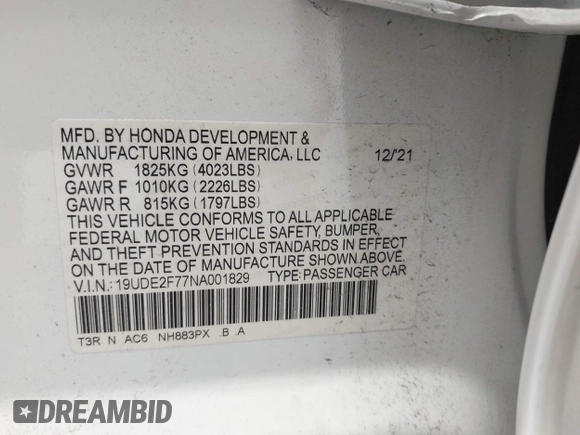 MFD. BY HONDA DEVELOPMENT &
MANUFACTURING OF AMERICA, LLC 12/'21
GVWR 1825KG (4023LBS)
GAWR F 1010KG (2226LBS)
GAWR R 815KG (1797LBS)
THIS VEHICLE CONFORMS TO ALL APPLICABLE
FEDERAL MOTOR VEHICLE SAFETY, BUMPER,
AND THEFT PREVENTION STANDARDS IN EFFECT
ON THE DATE OF MANUFACTURE SHOWN ABOVE.
V.I.N.: 19UDE2F77NA001829 TYPE: PASSENGER CAR
T3R N AC6 NH883PX .B .A
DREAMBID